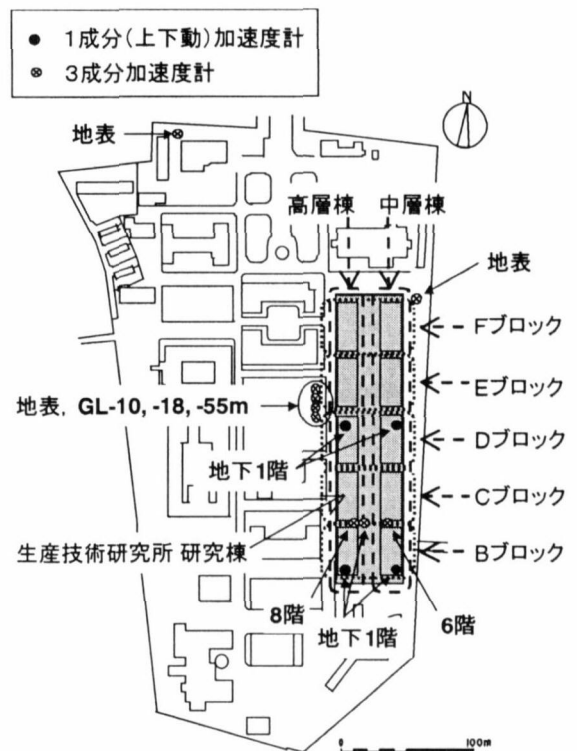 1成分(上下動)加速度計
3成分加速度計
N
地表
高層棟
中層棟
地表
Fブロック
Eブロック
地表, GL-10, -18, -55m
Dブロック
地下1階
Cブロック
生産技術研究所 研究棟
Bブロック
8階
地下1階
6階
0
100m